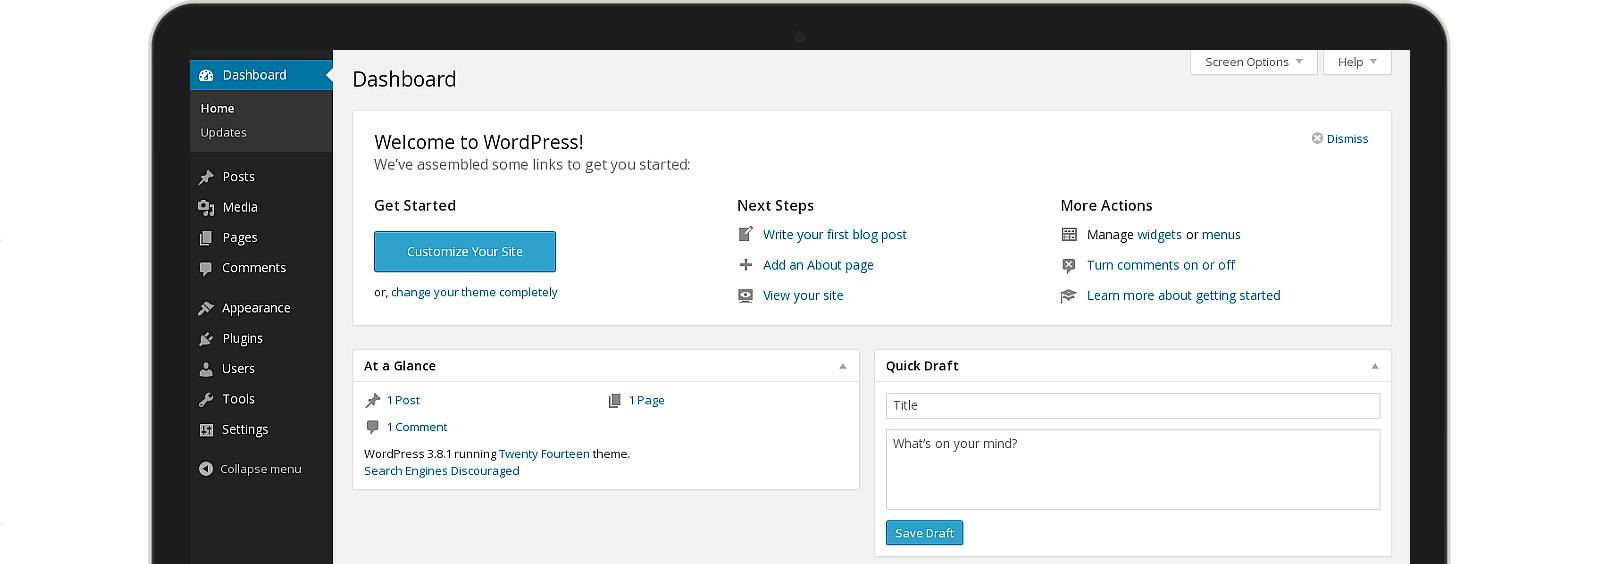 Dashboard
Home
Updates
Posts
Media
Pages
Comments
Appearance
Plugins
Users
Tools
Settings
Collapse menu
Screen Options
Help
Dashboard
Welcome to WordPress!
We've assembled some links to get you started:
Dismiss
Get Started
Customize Your Site
or, change your theme completely
Next Steps
Write your first blog post
Add an About page
View your site
More Actions
Manage widgets or menus
Turn comments on or off
Learn more about getting started
At a Glance
1 Post
1 Page
1 Comment
WordPress 3.8.1 running Twenty Fourteen theme.
Search Engines Discouraged
Quick Draft
Title
What's on your mind?
Save Draft